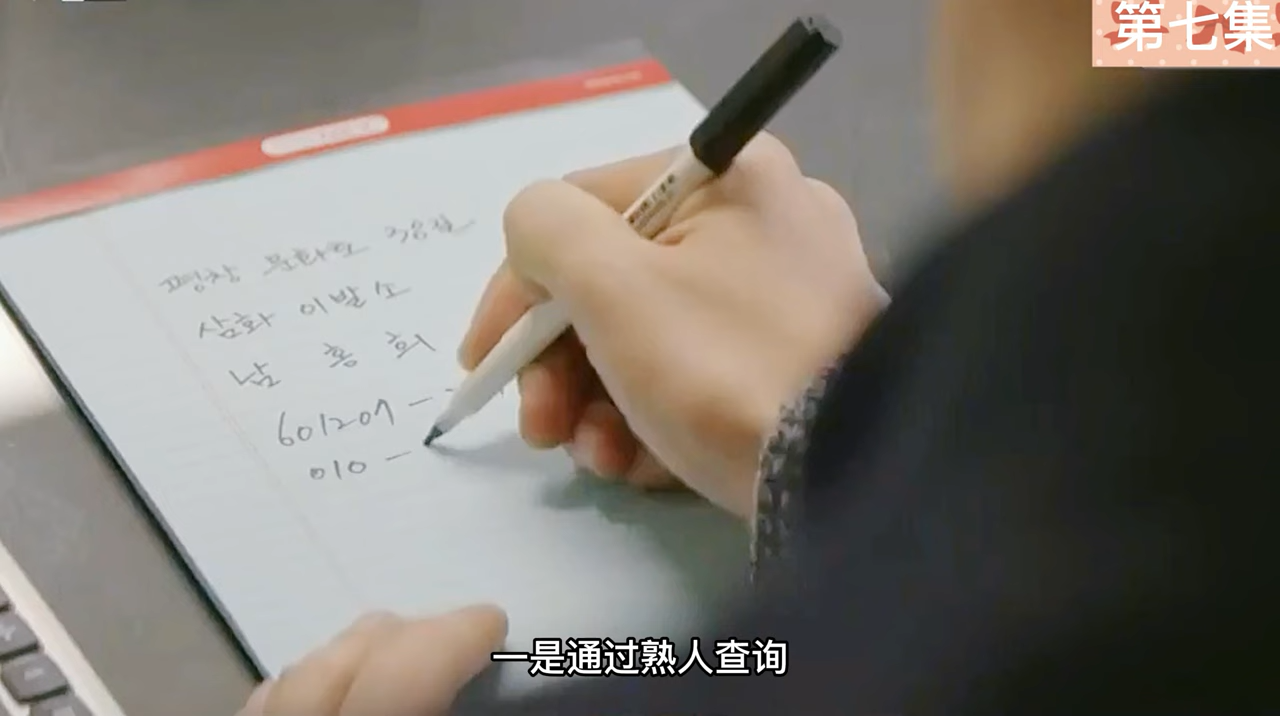 第七集
평창 문화로
삼화 이발소
남 홍 희
601207 -
010 -
一是通过熟人查询